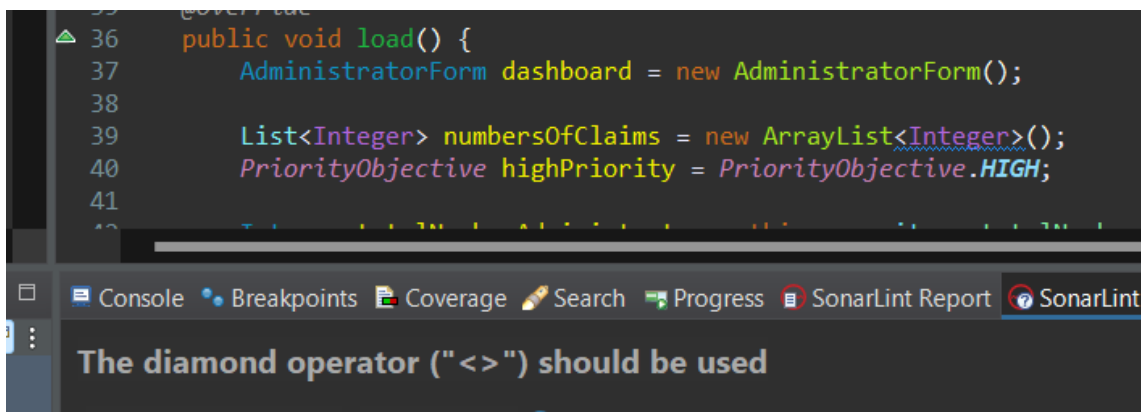 @Override
36 public void load() {
37 AdministratorForm dashboard = new AdministratorForm();
38
39 List<Integer> numbersOfClaims = new ArrayList<Integer>();
40 PriorityObjective highPriority = PriorityObjective.HIGH;
41
Console Breakpoints Coverage Search Progress SonarLint Report SonarLint
The diamond operator ("<>") should be used